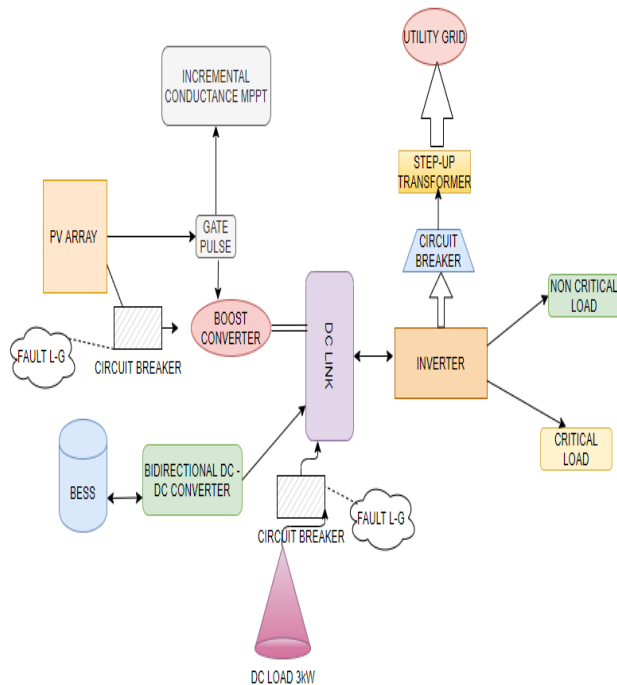 UTILITY GRID
INCREMENTAL
CONDUCTANCE MPPT
STEP-UP
TRANSFORMER
PV ARRAY
GATE
PULSE
CIRCUIT
BREAKER
NON CRITICAL
LOAD
BOOST
CONVERTER
DC LINK
INVERTER
FAULT L-G
CIRCUIT BREAKER
CRITICAL
LOAD
BESS
BIDIRECTIONAL DC -
DC CONVERTER
FAULT L-G
CIRCUIT BREAKER
DC LOAD 3kW